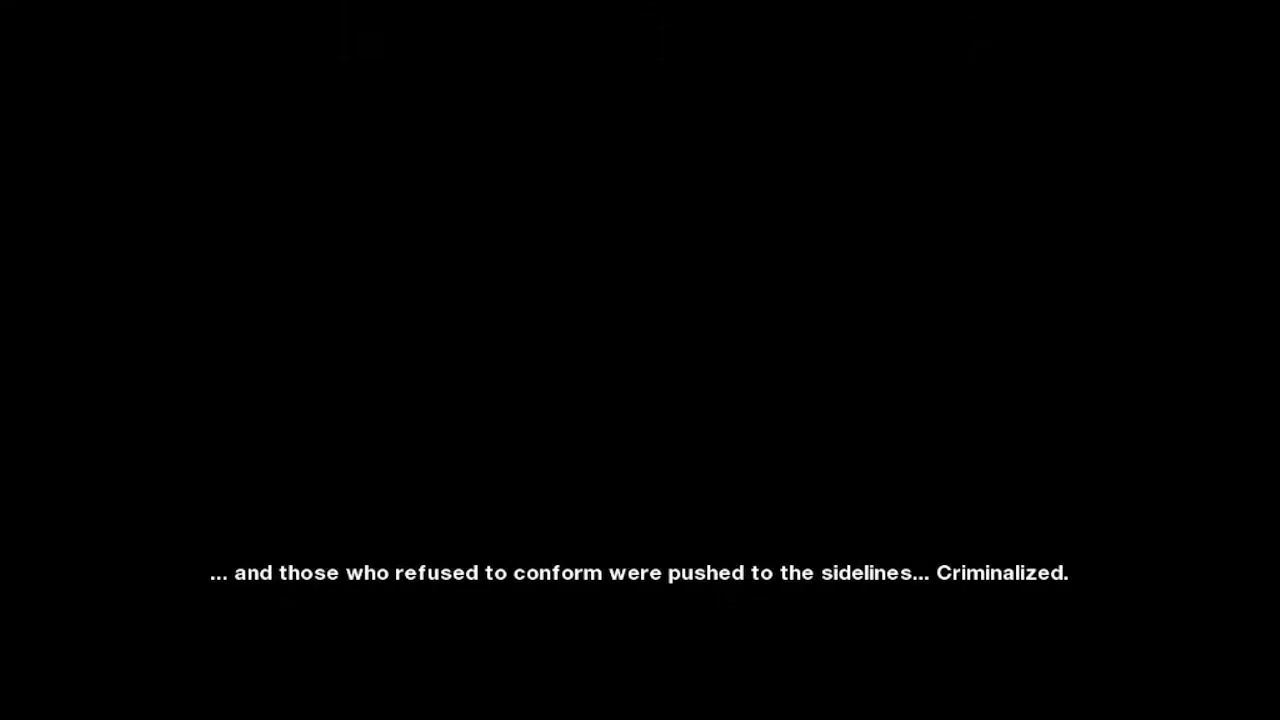 ... and those who refused to conform were pushed to the sidelines... Criminalized.